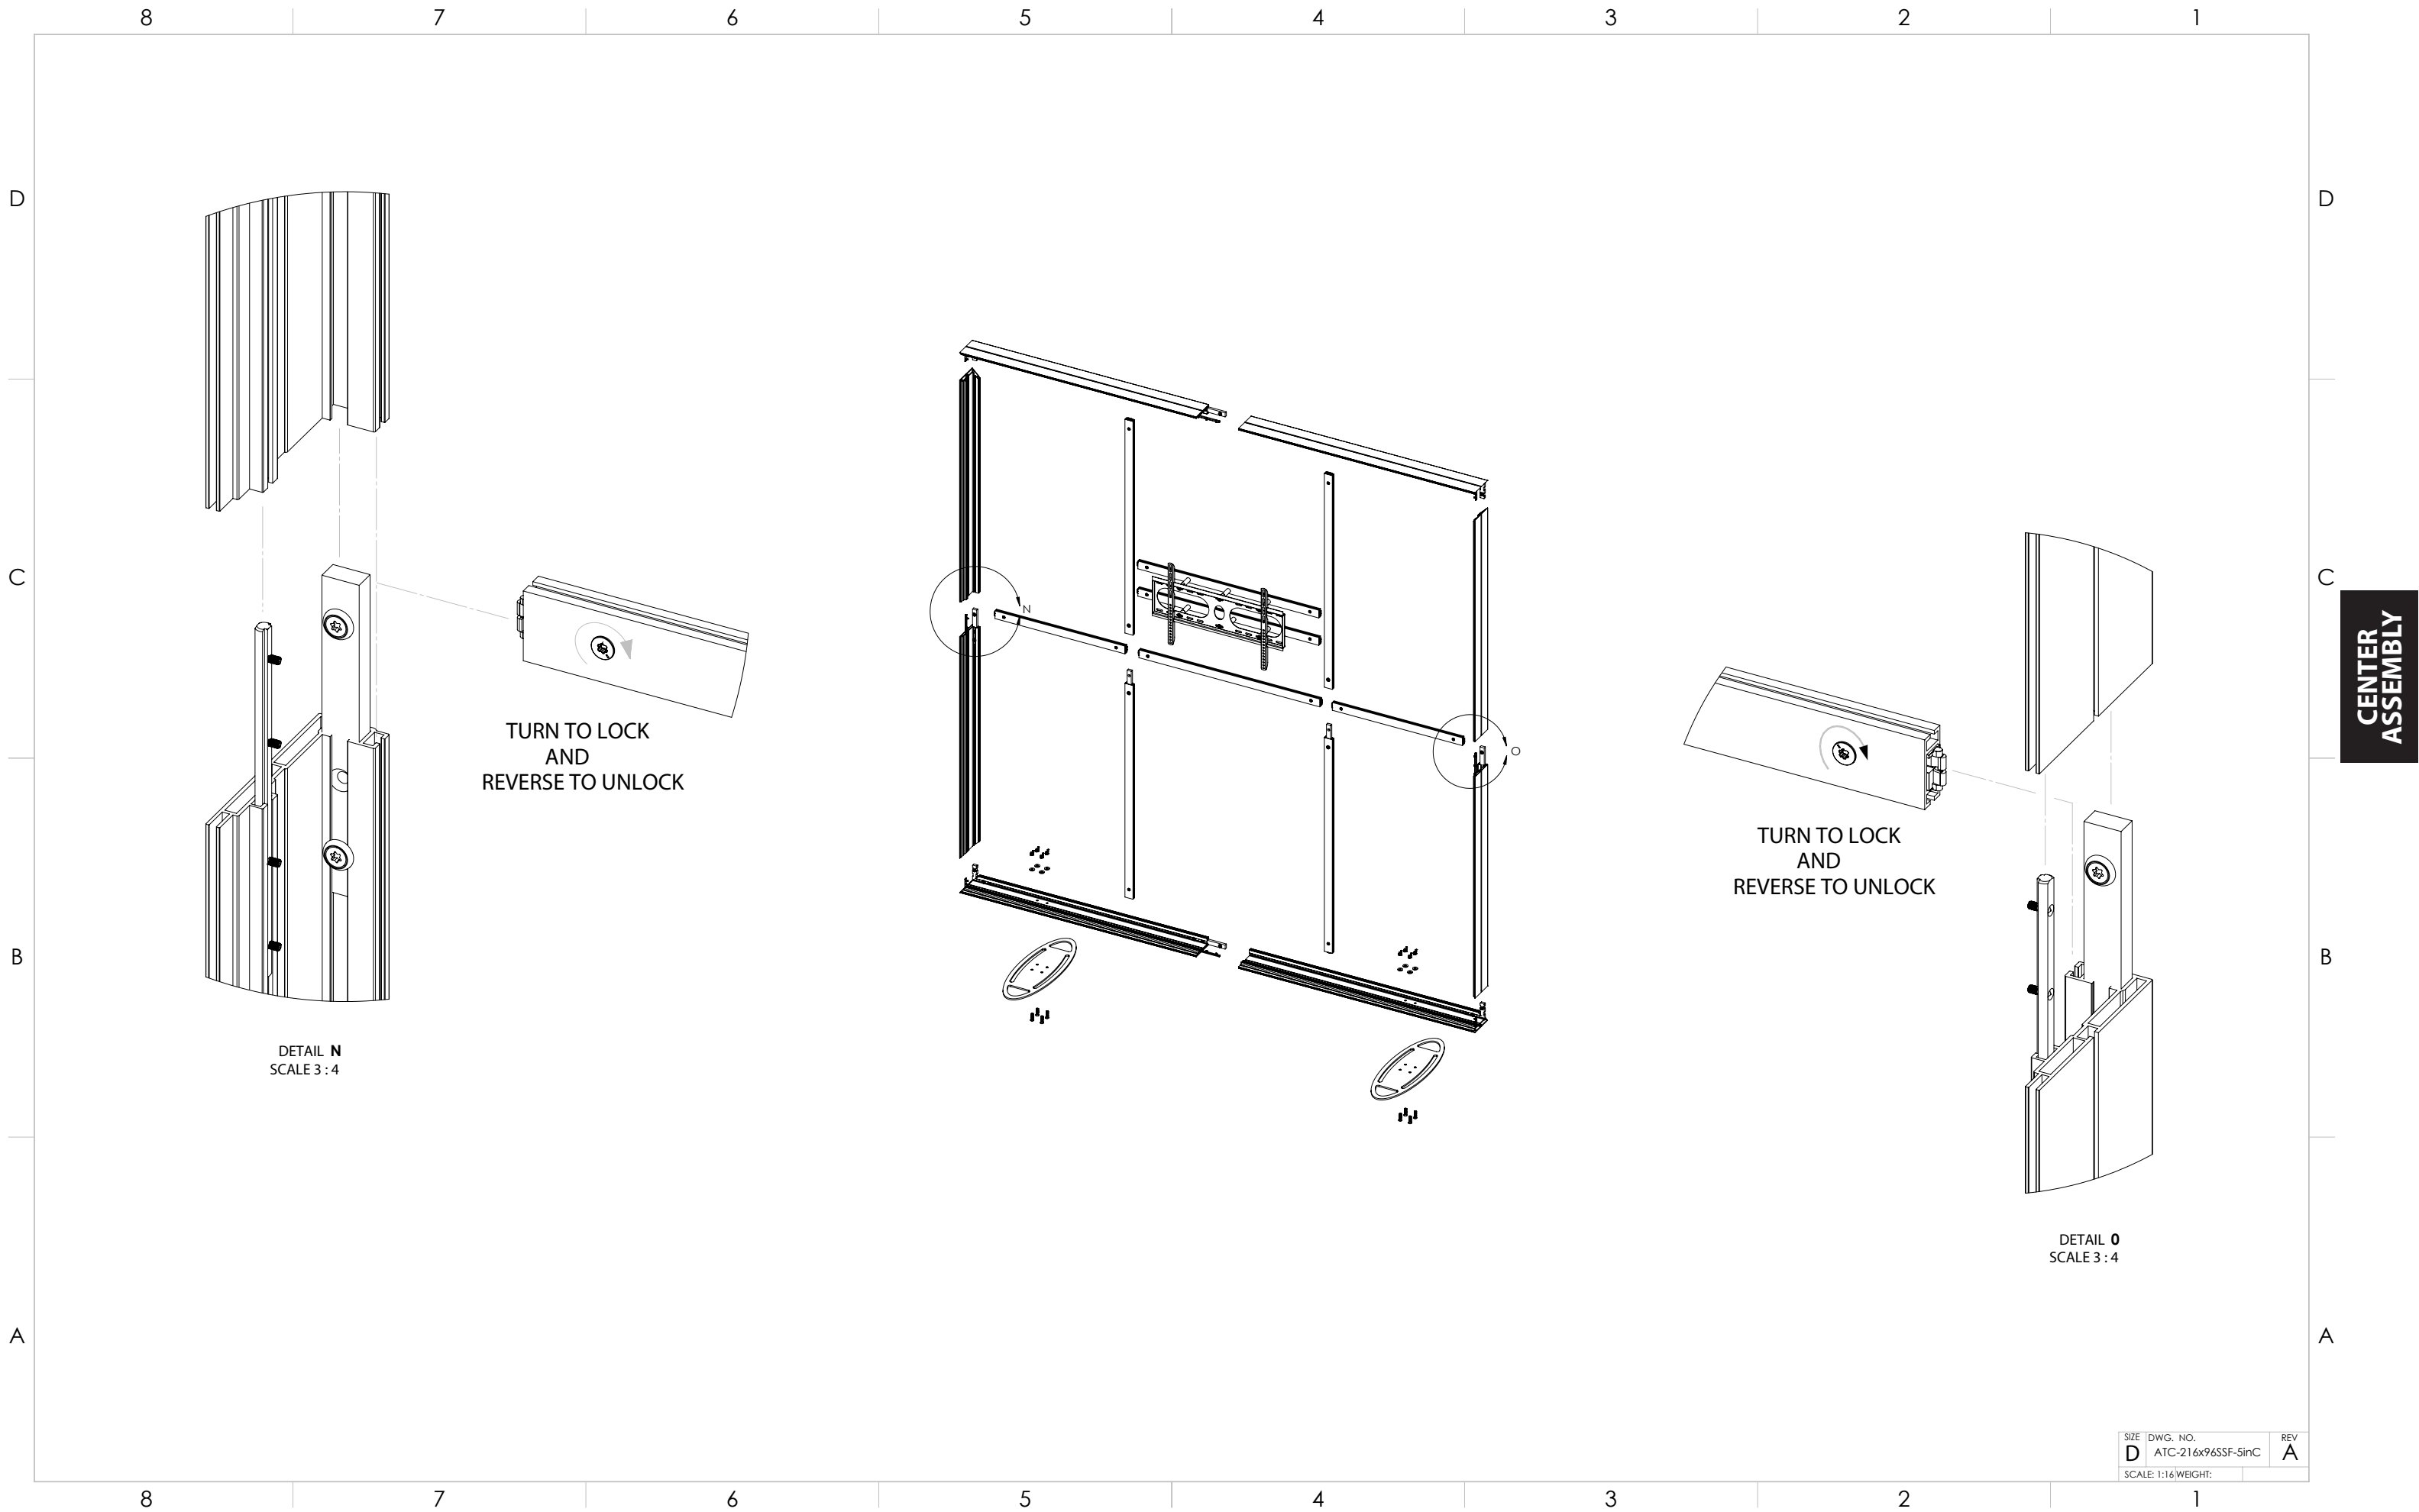 8 7 6 5 4 3 2 1
D D
C C
CENTER
ASSEMBLY
N
TURN TO LOCK
AND
REVERSE TO UNLOCK
O
TURN TO LOCK
AND
REVERSE TO UNLOCK
B B
DETAIL N
SCALE 3 : 4
DETAIL 0
SCALE 3 : 4
A A
SIZE DWG. NO. REV
D ATC-216x96SSF-5inC A
SCALE: 1:16 WEIGHT:
8 7 6 5 4 3 2 1